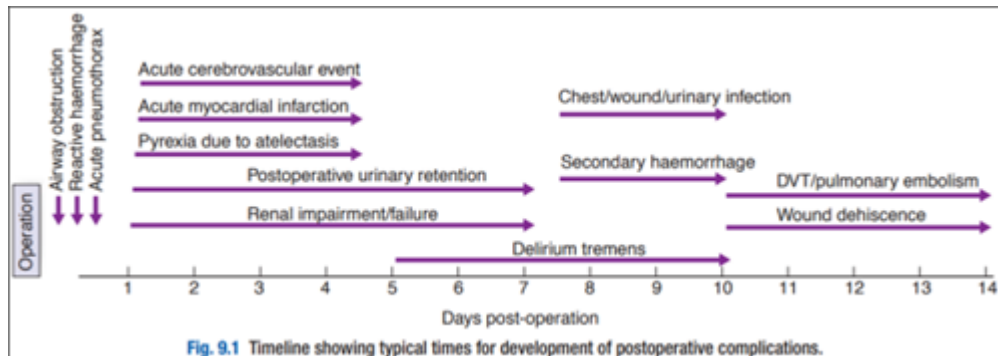 Operation
Airway obstruction
Reactive haemorrhage
Acute pneumothorax
Acute cerebrovascular event
Acute myocardial infarction
Pyrexia due to atelectasis
Postoperative urinary retention
Renal impairment/failure
Delirium tremens
Chest/wound/urinary infection
Secondary haemorrhage
DVT/pulmonary embolism
Wound dehiscence
1 2 3 4 5 6 7 8 9 10 11 12 13 14
Days post-operation
Fig. 9.1 Timeline showing typical times for development of postoperative complications.